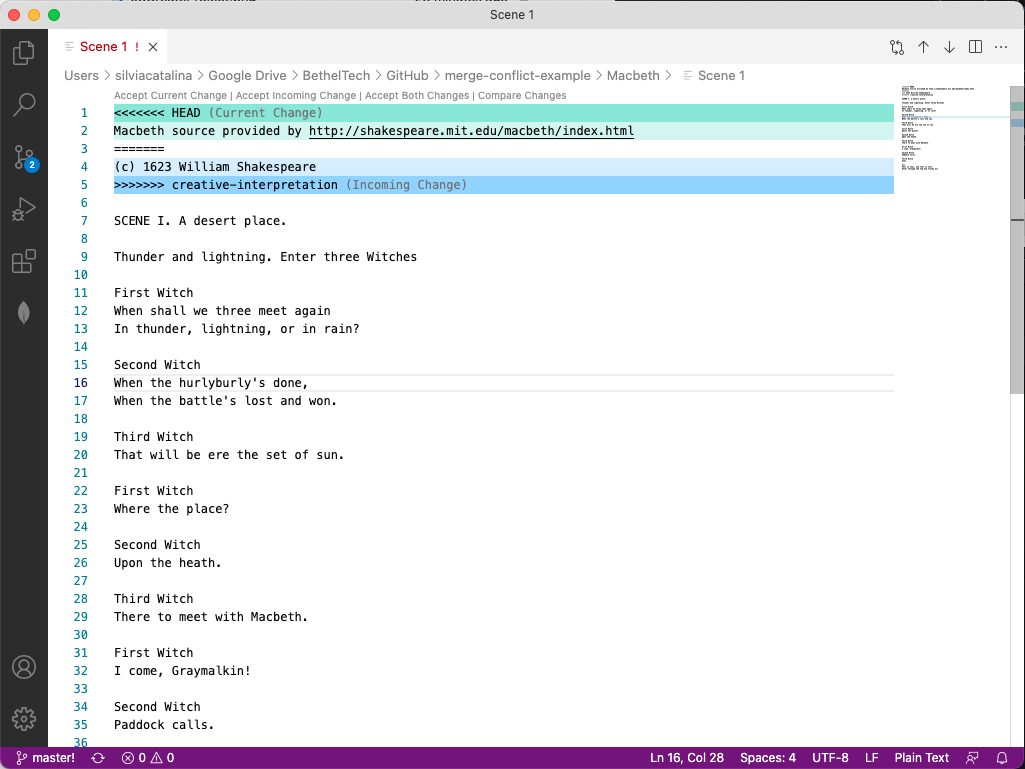 Scene 1
Scene 1 !
Users > silviacatalina > Google Drive > BethelTech > GitHub > merge-conflict-example > Macbeth > Scene 1
Accept Current Change | Accept Incoming Change | Accept Both Changes | Compare Changes
1 <<<<<<< HEAD (Current Change)
2 Macbeth source provided by http://shakespeare.mit.edu/macbeth/index.html
3 =======
4 (c) 1623 William Shakespeare
5 >>>>>>> creative-interpretation (Incoming Change)
6
7 SCENE I. A desert place.
8
9 Thunder and lightning. Enter three Witches
10
11 First Witch
12 When shall we three meet again
13 In thunder, lightning, or in rain?
14
15 Second Witch
16 When the hurlyburly's done,
17 When the battle's lost and won.
18
19 Third Witch
20 That will be ere the set of sun.
21
22 First Witch
23 Where the place?
24
25 Second Witch
26 Upon the heath.
27
28 Third Witch
29 There to meet with Macbeth.
30
31 First Witch
32 I come, Graymalkin!
33
34 Second Witch
35 Paddock calls.
36
2
master! 0 0 Ln 16, Col 28 Spaces: 4 UTF-8 LF Plain Text